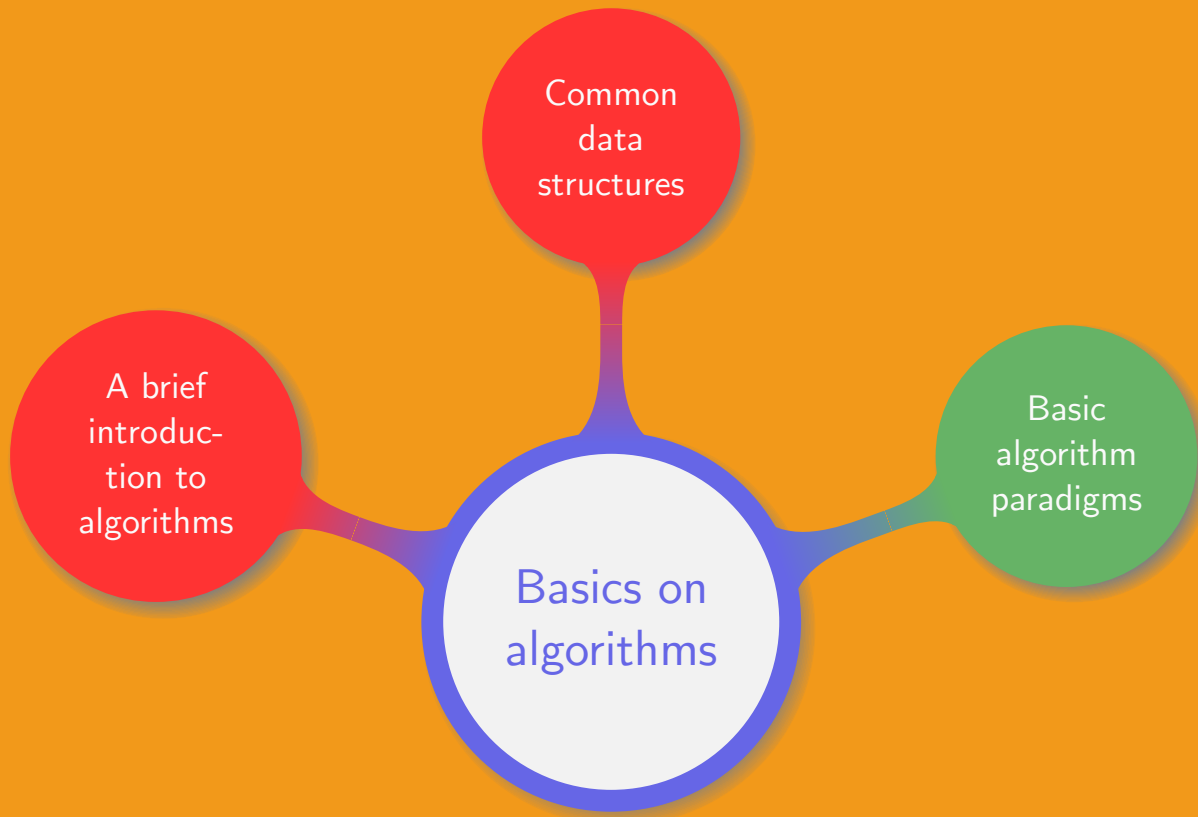 Common
data
structures
A brief
introduc-
tion to
algorithms
Basic
algorithm
paradigms
Basics on
algorithms